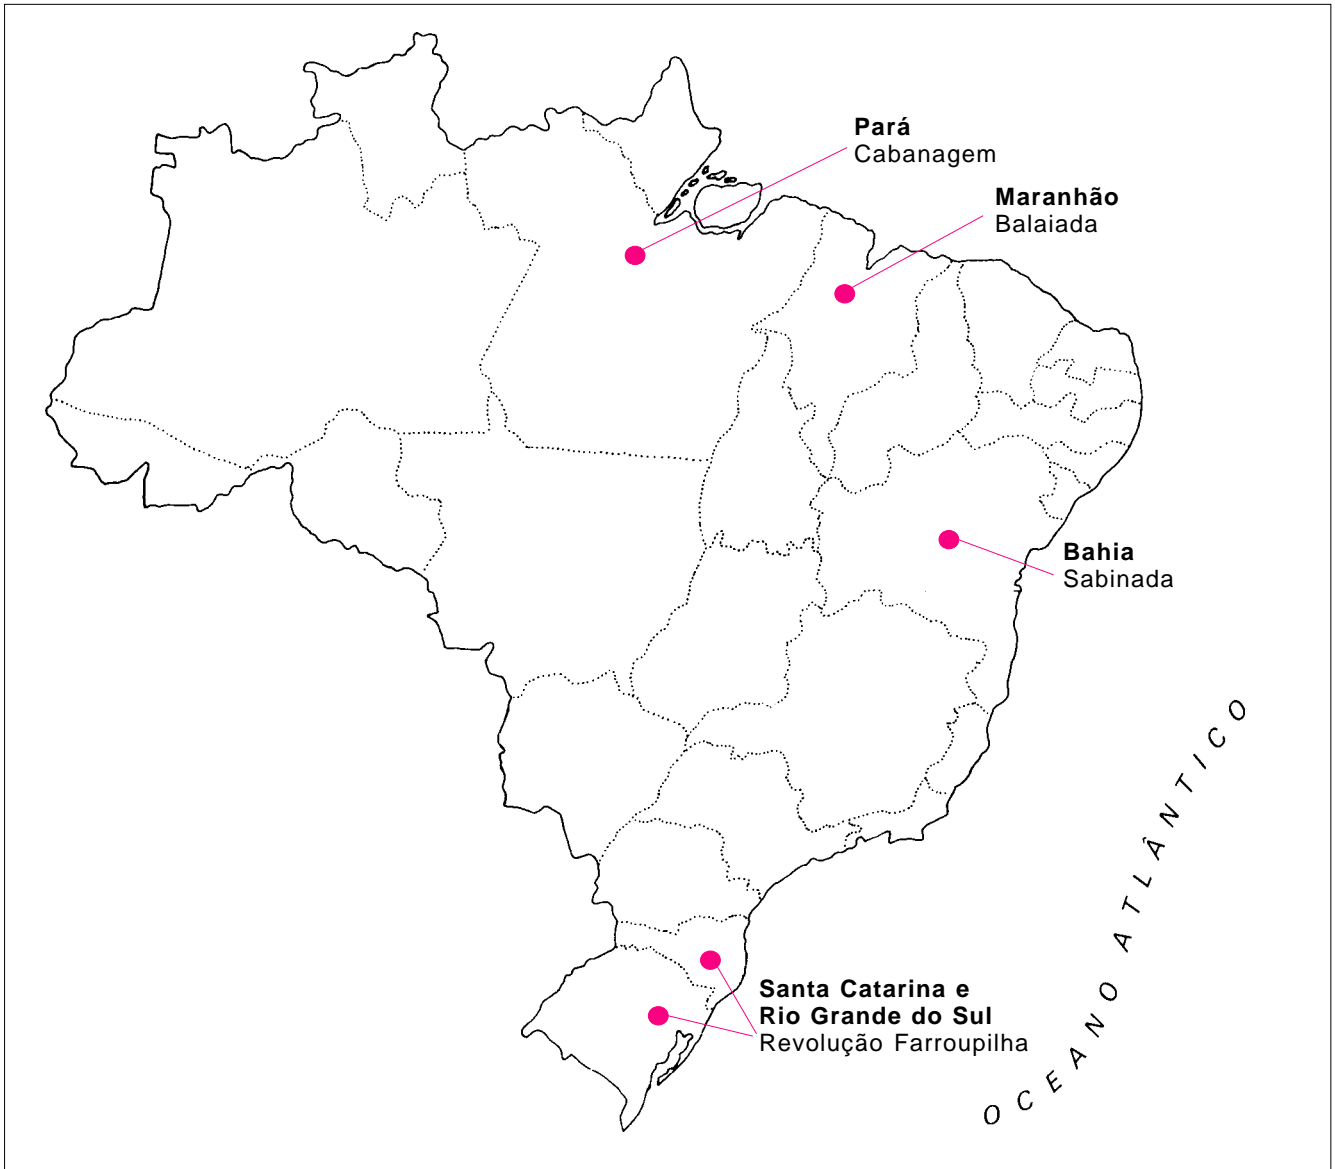 Pará
Cabanagem
Maranhão
Balaiada
Bahia
Sabinada
Santa Catarina e
Rio Grande do Sul
Revolução Farroupilha
OCEANO ATLÂNTICO